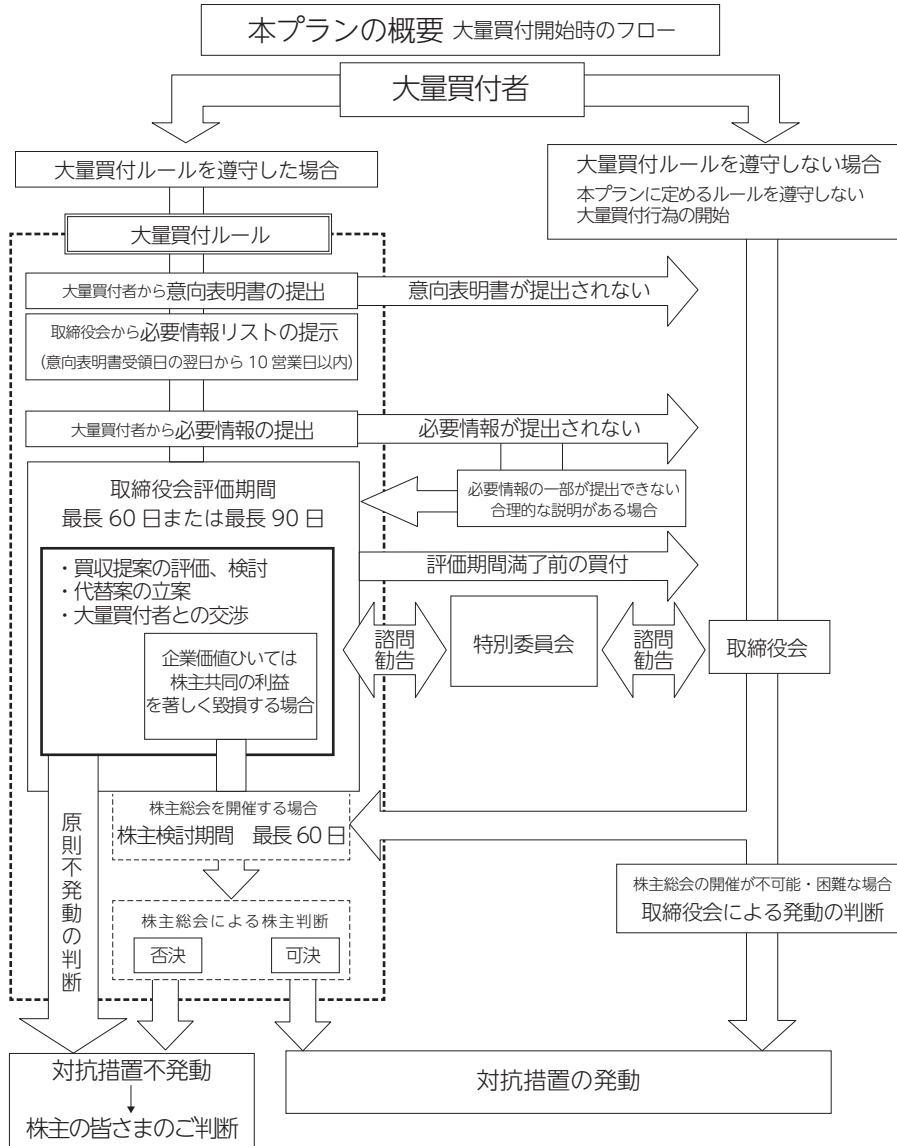 本プランの概要 大量買付開始時のフロー
大量買付者
大量買付ルールを遵守した場合
大量買付ルールを遵守しない場合
本プランに定めるルールを遵守しない
大量買付行為の開始
大量買付ルール
大量買付者から意向表明書の提出
意向表明書が提出されない
取締役会から必要情報リストの提示
(意向表明書受領日の翌日から 10 営業日以内)
大量買付者から必要情報の提出
必要情報が提出されない
必要情報の一部が提出できない
合理的な説明がある場合
取締役会評価期間
最長 60 日または最長 90 日
評価期間満了前の買付
・買収提案の評価、検討
・代替案の立案
・大量買付者との交渉
企業価値ひいては
株主共同の利益
を著しく毀損する場合
諮問
勧告
特別委員会
諮問
勧告
取締役会
株主総会を開催する場合
株主検討期間　最長 60 日
原則不発動の判断
株主総会の開催が不可能・困難な場合
取締役会による発動の判断
株主総会による株主判断
否決
可決
対抗措置不発動
株主の皆さまのご判断
対抗措置の発動